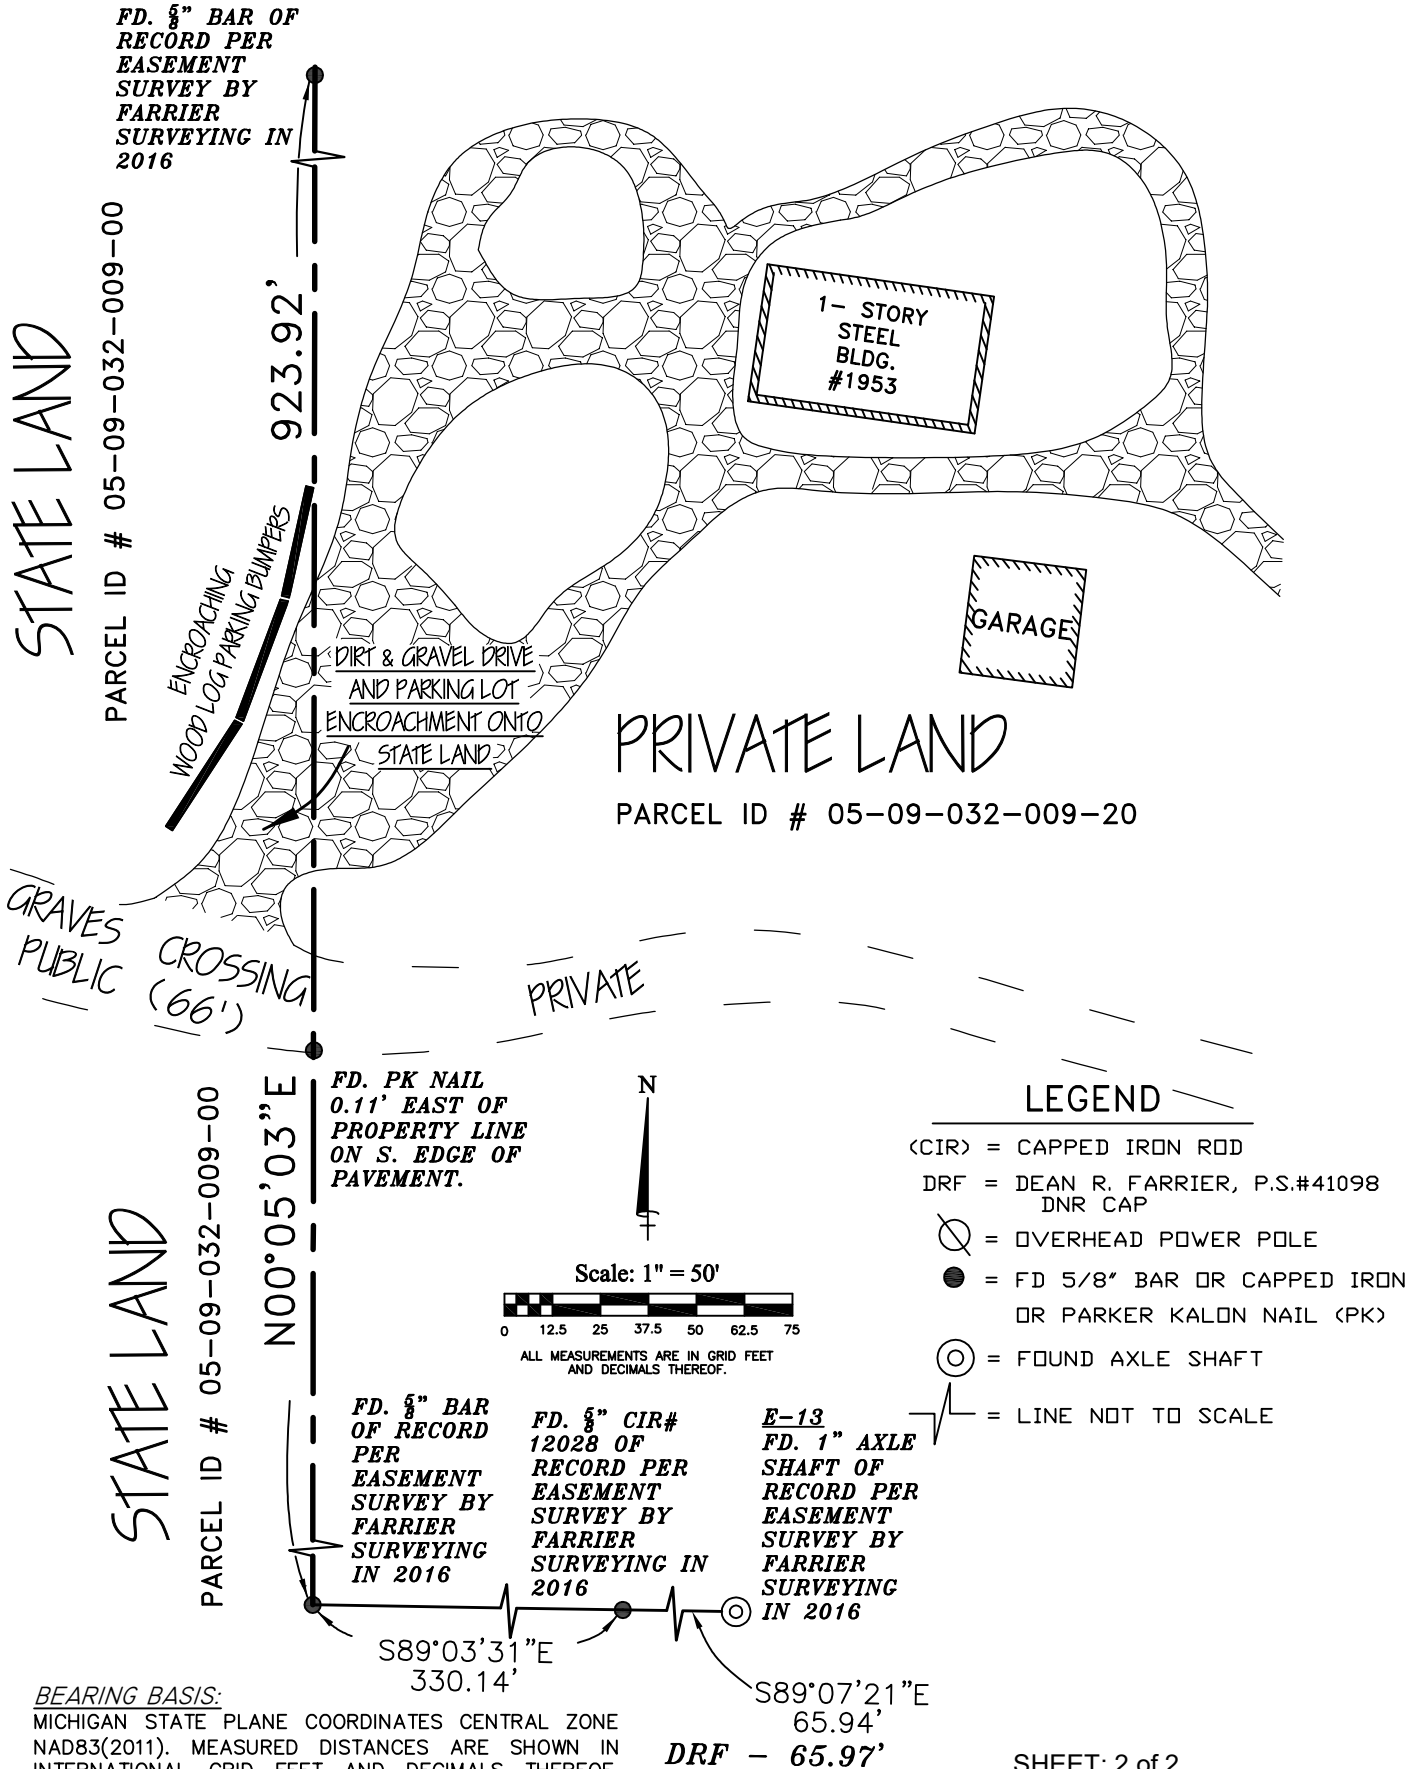 FD. 5/8" BAR OF
RECORD PER
EASEMENT
SURVEY BY
FARRIER
SURVEYING IN
2016
STATE LAND
PARCEL ID # 05-09-032-009-00
923.92'
1- STORY
STEEL
BLDG.
#1953
ENCROACHING
WOOD LOG PARKING BUMPERS
GARAGE
DIRT & GRAVEL DRIVE
AND PARKING LOT
ENCROACHMENT ONTO
STATE LAND
PRIVATE LAND
PARCEL ID # 05-09-032-009-20
GRAVES CROSSING
PUBLIC (66')
PRIVATE
FD. PK NAIL
0.11' EAST OF
PROPERTY LINE
ON S. EDGE OF
PAVEMENT.
N00°05'03"E
STATE LAND
PARCEL ID # 05-09-032-009-00
N
Scale: 1" = 50'
0 12.5 25 37.5 50 62.5 75
ALL MEASUREMENTS ARE IN GRID FEET
AND DECIMALS THEREOF.
LEGEND
(CIR) = CAPPED IRON ROD
DRF = DEAN R. FARRIER, P.S.#41098
DNR CAP
= OVERHEAD POWER POLE
= FD 5/8" BAR OR CAPPED IRON
OR PARKER KALON NAIL (PK)
= FOUND AXLE SHAFT
= LINE NOT TO SCALE
FD. 5/8" BAR
OF RECORD
PER
EASEMENT
SURVEY BY
FARRIER
SURVEYING
IN 2016
FD. 5/8" CIR#
12028 OF
RECORD PER
EASEMENT
SURVEY BY
FARRIER
SURVEYING IN
2016
E-13
FD. 1" AXLE
SHAFT OF
RECORD PER
EASEMENT
SURVEY BY
FARRIER
SURVEYING
IN 2016
S89°03'31"E
330.14'
S89°07'21"E
65.94'
DRF - 65.97'
BEARING BASIS:
MICHIGAN STATE PLANE COORDINATES CENTRAL ZONE
NAD83(2011). MEASURED DISTANCES ARE SHOWN IN
INTERNATIONAL GRID FEET AND DECIMALS THEREOF.
SHEET: 2 of 2